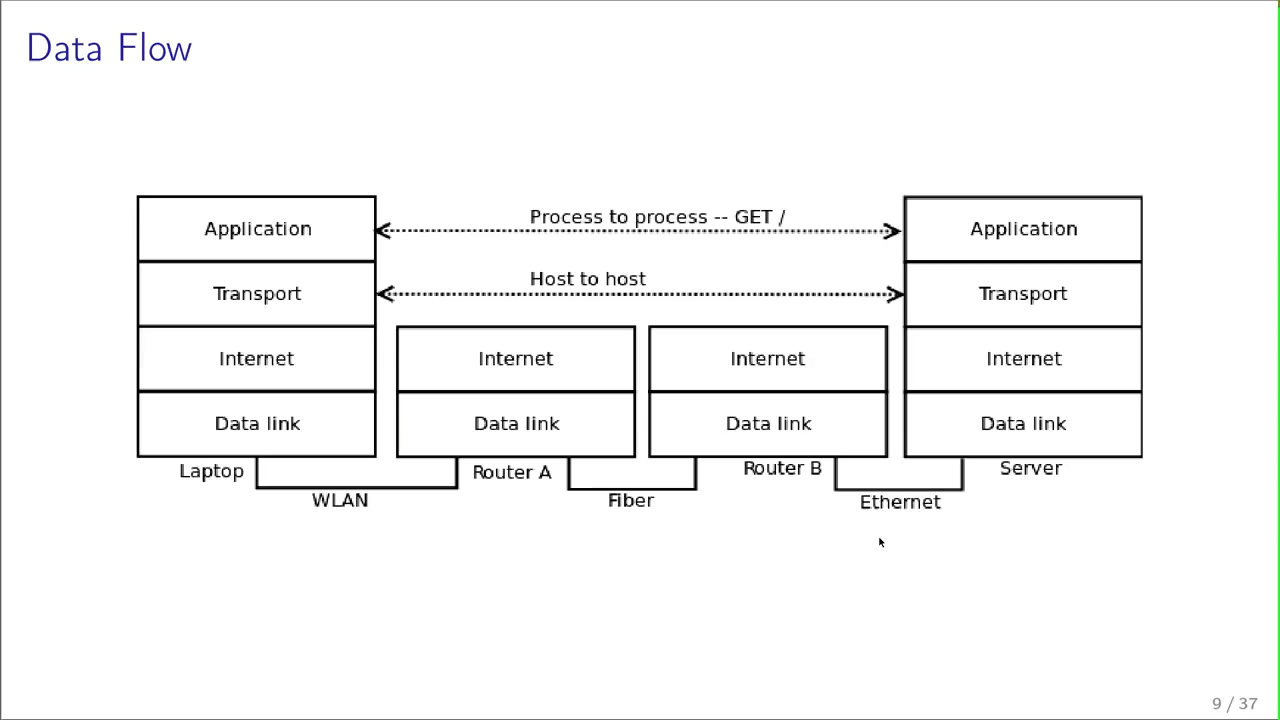 Data Flow
Application
Process to process -- GET /
Application
Transport
Host to host
Transport
Internet
Internet
Internet
Internet
Data link
Data link
Data link
Data link
Laptop
Router A
Router B
Server
WLAN
Fiber
Ethernet
9 / 37